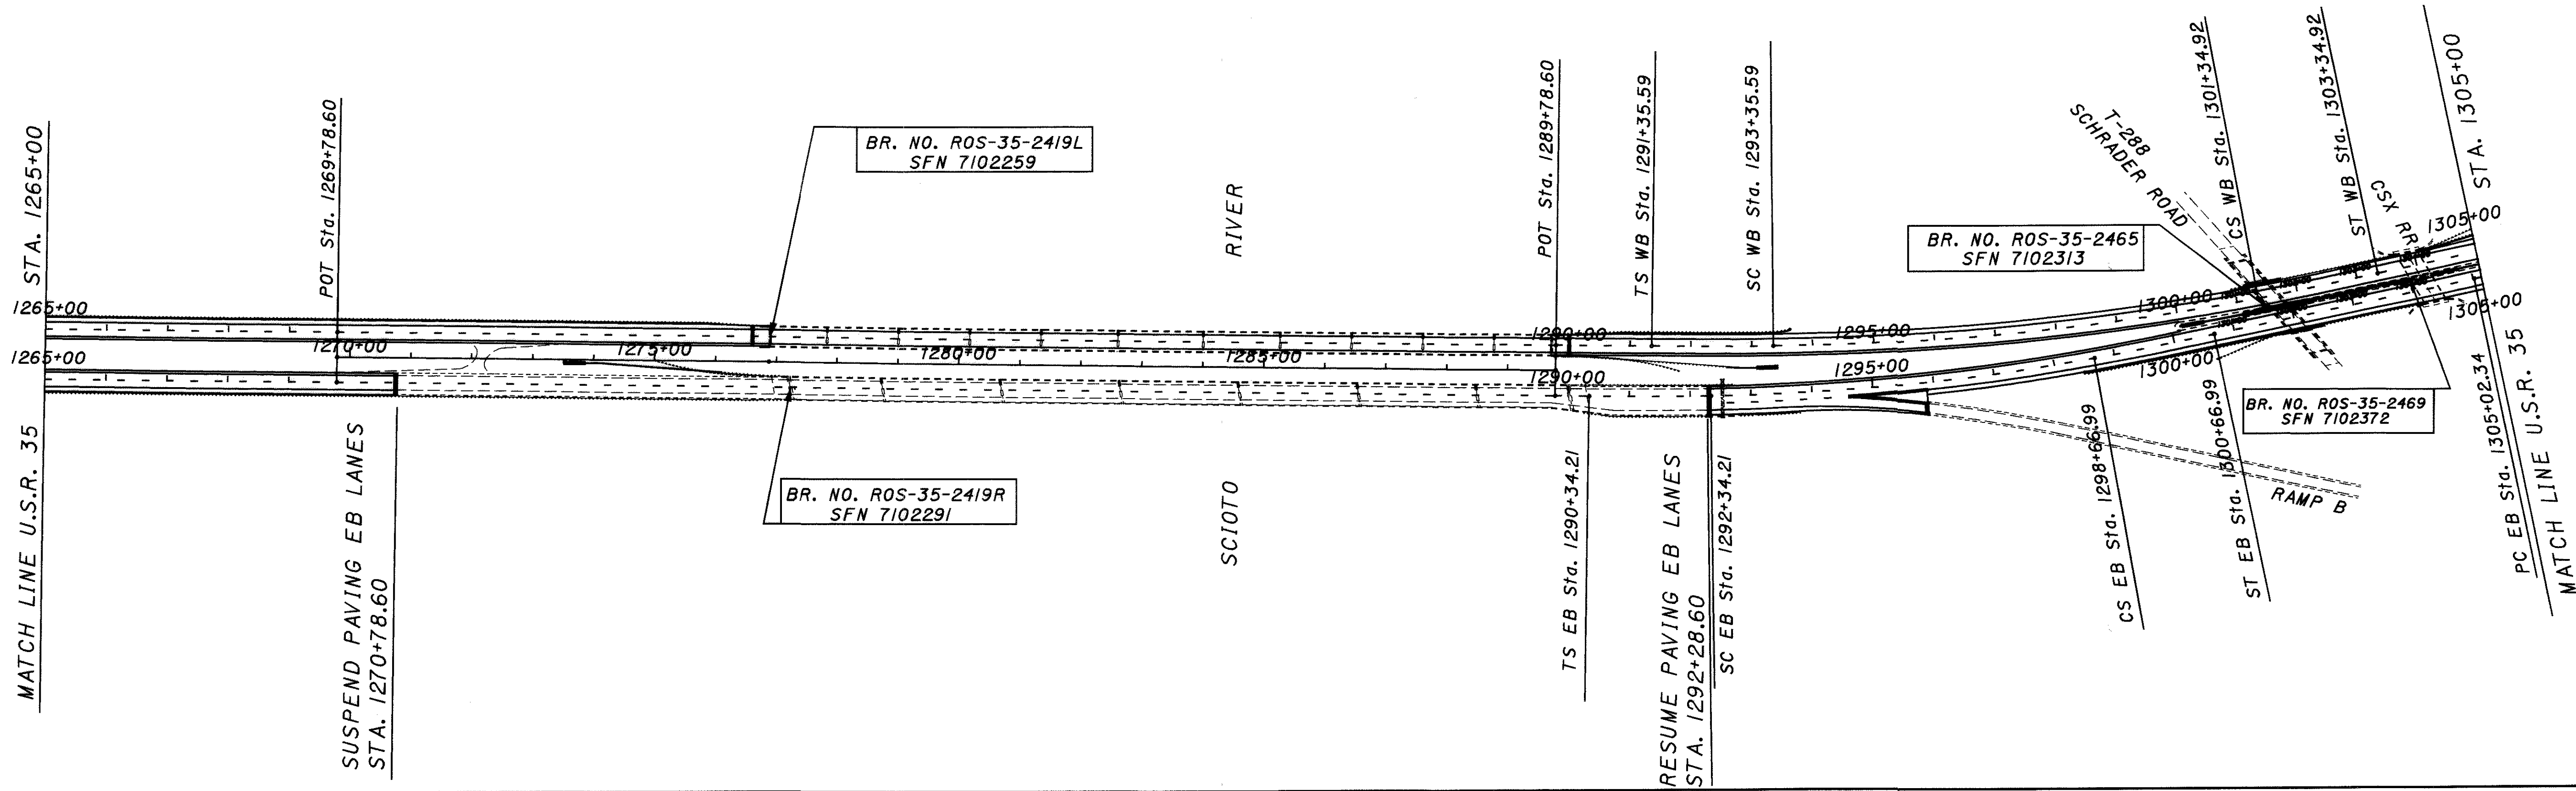 MATCH LINE U.S.R. 35 STA. 1265+00
1265+00
1265+00
POT Sta. 1269+78.60
1270+00
SUSPEND PAVING EB LANES
STA. 1270+78.60
1275+00
BR. NO. ROS-35-2419L
SFN 7102259
BR. NO. ROS-35-2419R
SFN 7102291
1280+00
SCIOTO RIVER
1285+00
POT Sta. 1289+78.60
1290+00
1290+00
TS EB Sta. 1290+34.21
TS WB Sta. 1291+35.59
RESUME PAVING EB LANES
STA. 1292+28.60
SC EB Sta. 1292+34.21
SC WB Sta. 1293+35.59
1295+00
1295+00
BR. NO. ROS-35-2465
SFN 7102313
T-288
SCHRADER ROAD
CS EB Sta. 1298+66.99
1300+00
1300+00
ST EB Sta. 1300+66.99
CS WB Sta. 1301+34.92
ST WB Sta. 1303+34.92
CSX RR
RAMP B
BR. NO. ROS-35-2469
SFN 7102372
1305+00
1305+00
PC EB Sta. 1305+02.34
MATCH LINE U.S.R. 35 STA. 1305+00